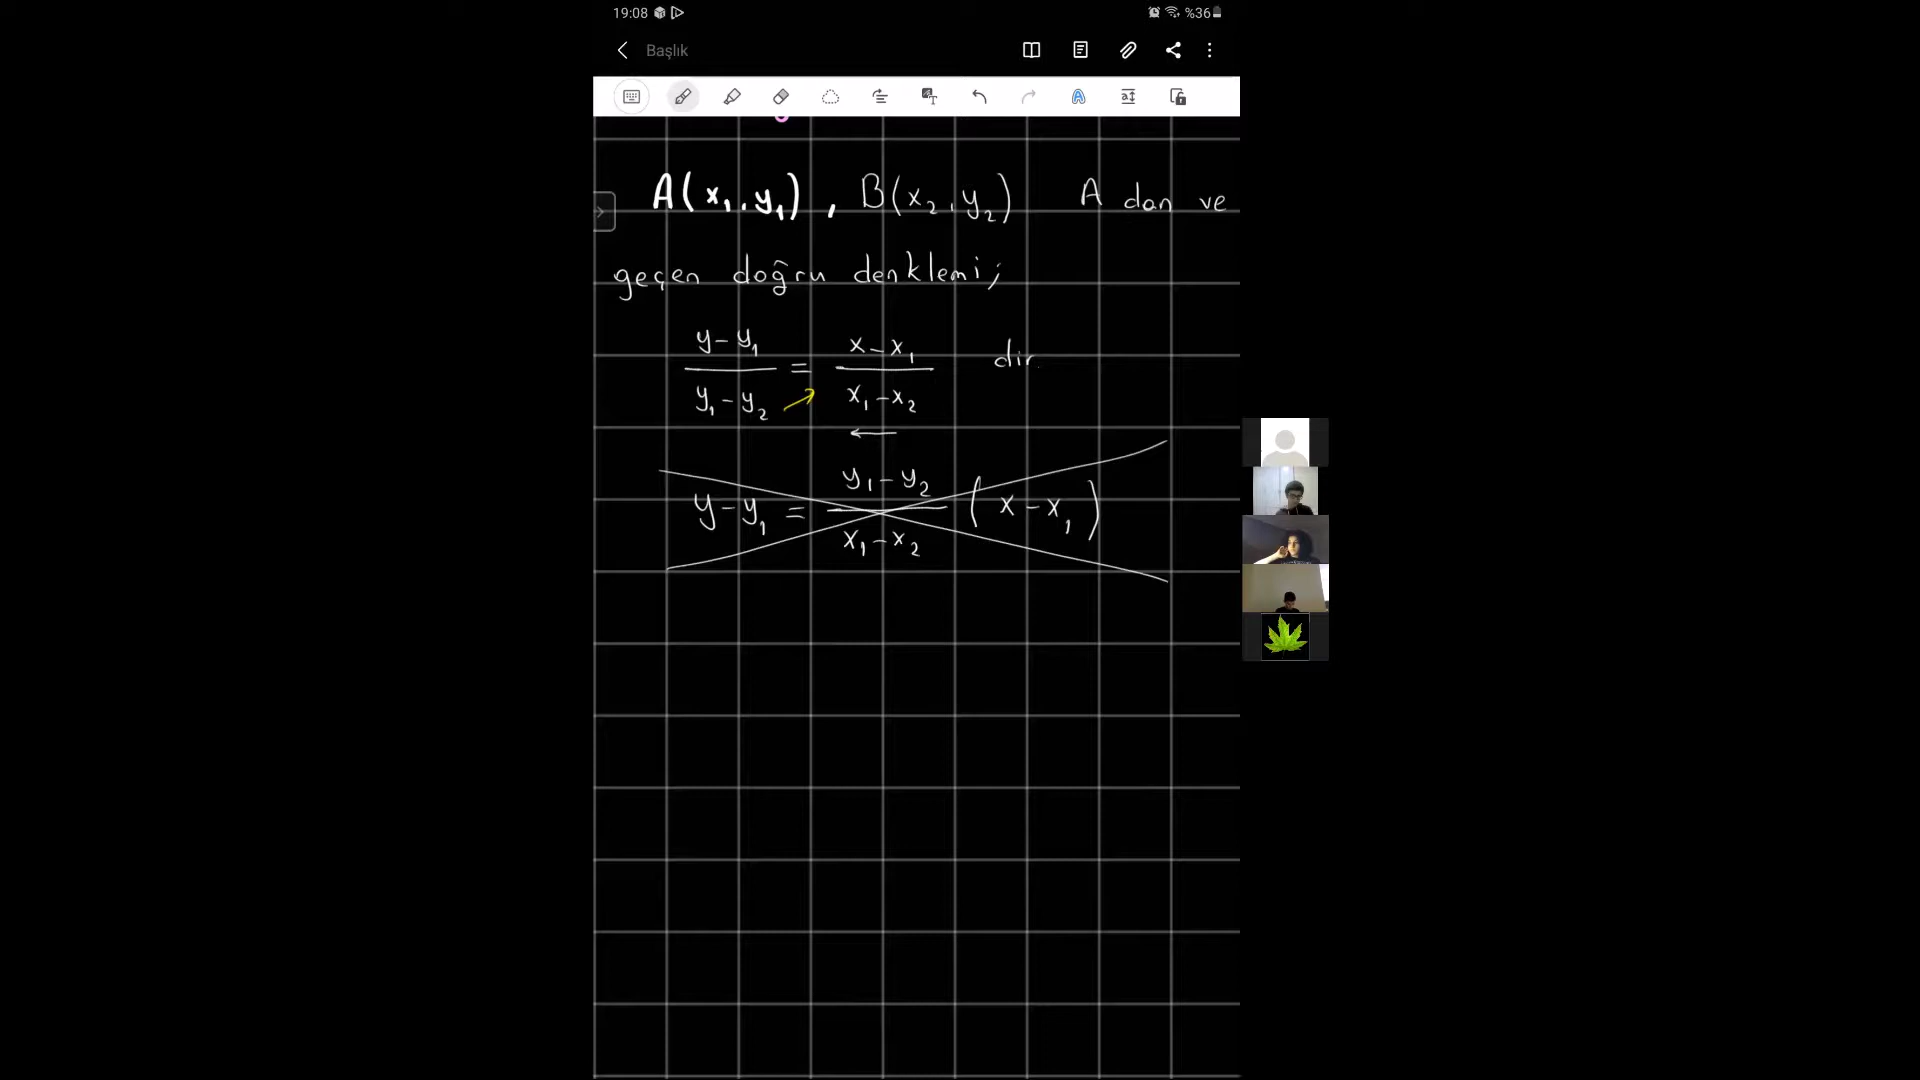 19:08 %36
Başlık
A(x₁, y₁) , B(x₂, y₂) A dan ve
geçen doğru denklemi;
(y - y₁)/(y₁ - y₂) = (x - x₁)/(x₁ - x₂) dir.
y - y₁ = (y₁ - y₂)/(x₁ - x₂) (x - x₁)